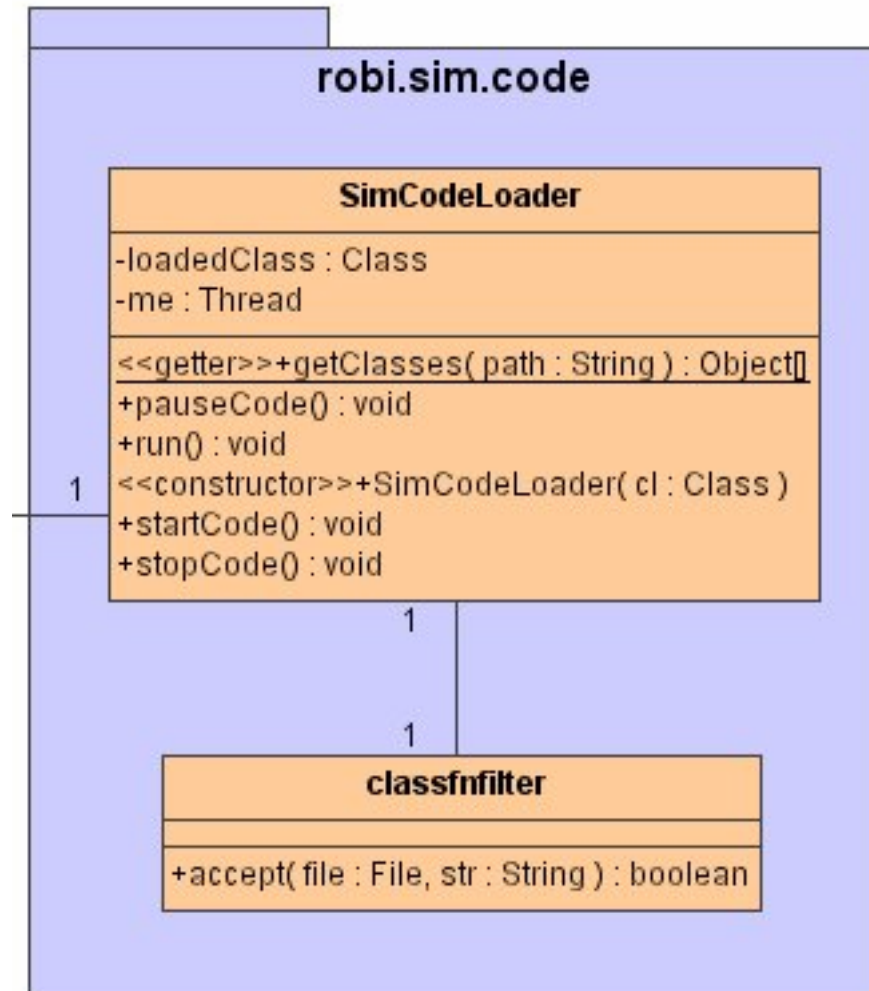 robi.sim.code
SimCodeLoader
-loadedClass : Class
-me : Thread
<<getter>>+getClasses( path : String ) : Object[]
+pauseCode() : void
+run() : void
1
<<constructor>>+SimCodeLoader( cl : Class )
+startCode() : void
+stopCode() : void
1
1
classfnfilter
+accept( file : File, str : String ) : boolean